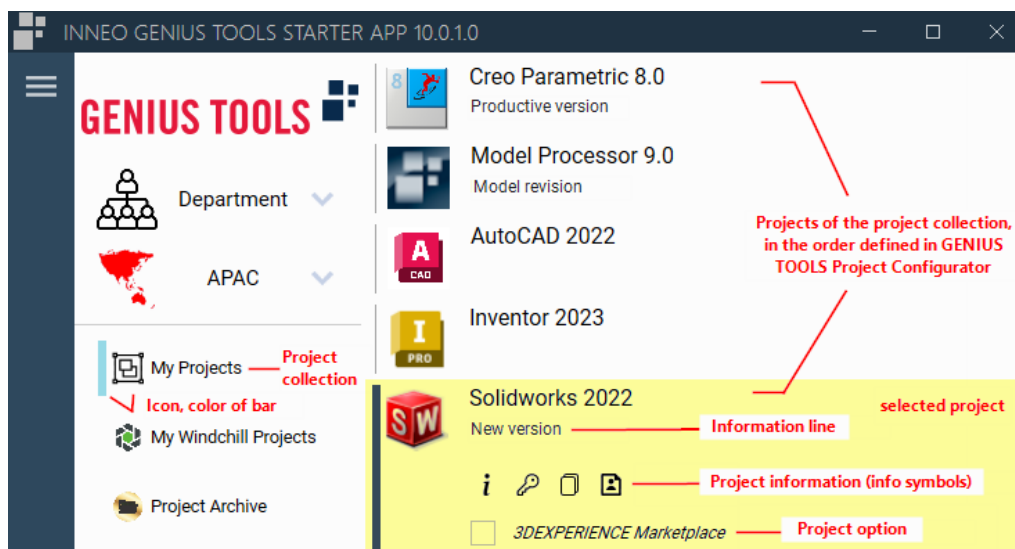 INNEO GENIUS TOOLS STARTER APP 10.0.1.0
GENIUS TOOLS
Department
APAC
My Projects
Project
collection
Icon, color of bar
My Windchill Projects
Project Archive
8
Creo Parametric 8.0
Productive version
Model Processor 9.0
Model revision
A
CAD
AutoCAD 2022
Projects of the project collection,
in the order defined in GENIUS
TOOLS Project Configurator
I
PRO
Inventor 2023
SW
Solidworks 2022
selected project
New version
Information line
i
Project information (info symbols)
3DEXPERIENCE Marketplace
Project option